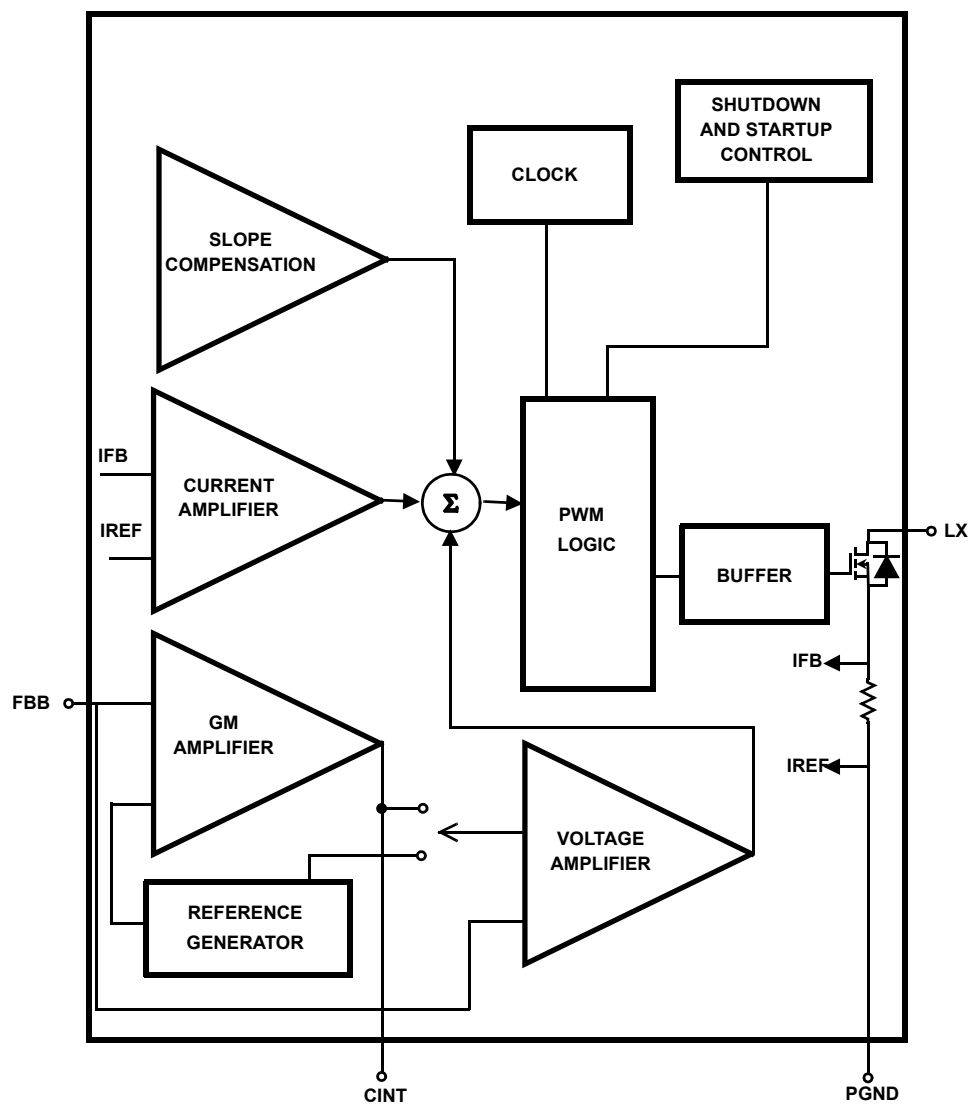 SHUTDOWN
AND STARTUP
CONTROL
CLOCK
SLOPE
COMPENSATION
IFB
CURRENT
AMPLIFIER
IREF
Σ
PWM
LOGIC
LX
BUFFER
IFB
FBB
GM
AMPLIFIER
IREF
VOLTAGE
AMPLIFIER
REFERENCE
GENERATOR
CINT
PGND